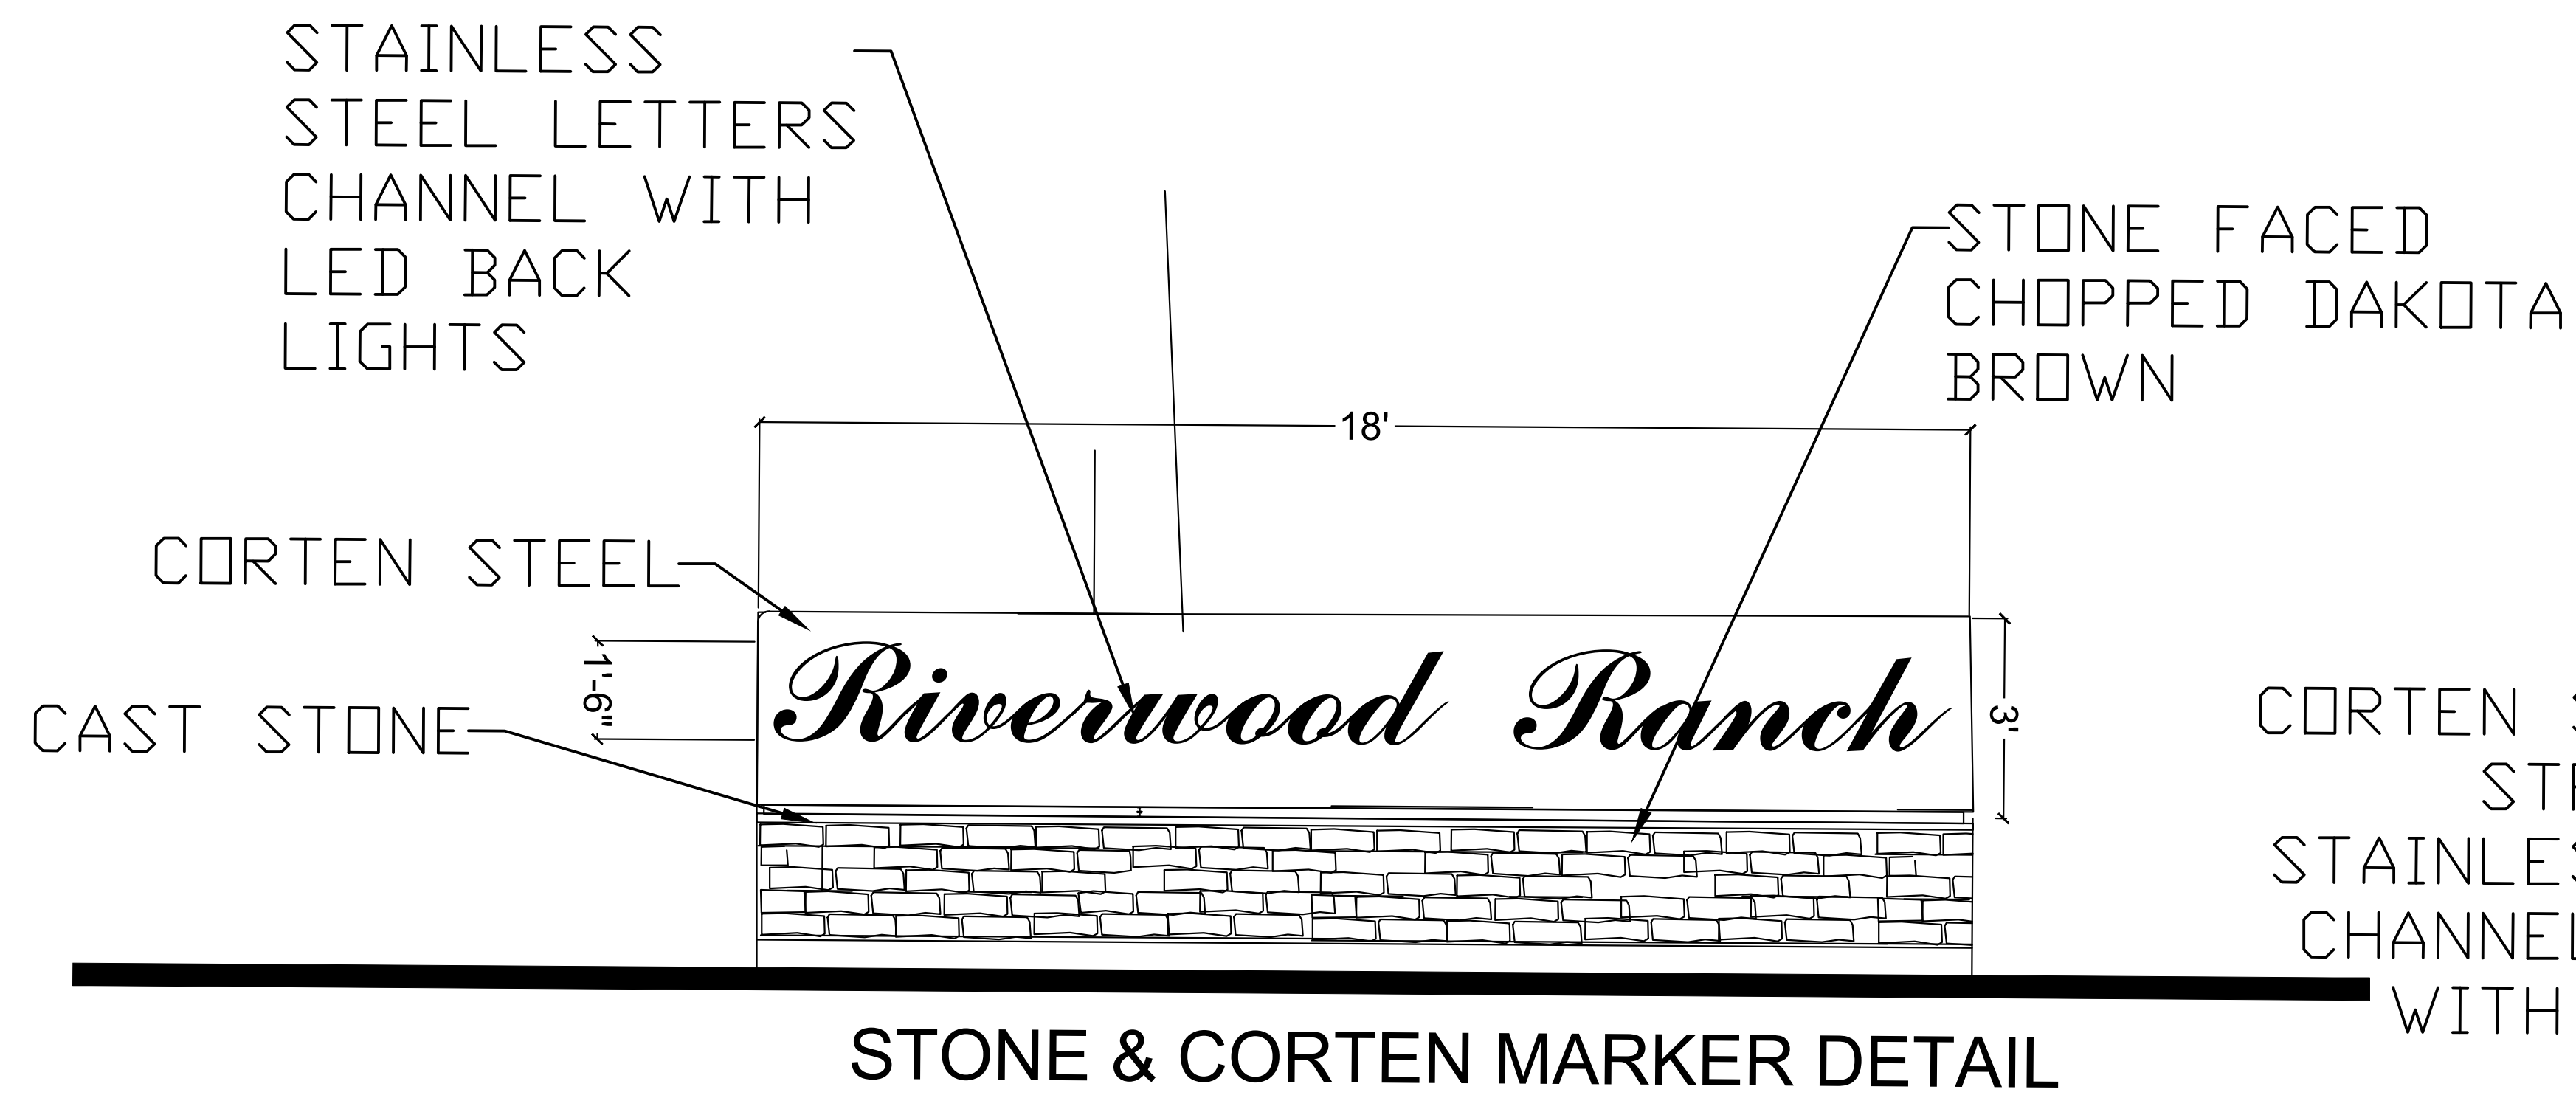 STAINLESS
STEEL LETTERS
CHANNEL WITH
LED BACK
LIGHTS
STONE FACED
CHOPPED DAKOTA
BROWN
18'
CORTEN STEEL
1'-6"
CAST STONE
Riverwood Ranch
3'
CORTEN
STAINLES
CHANNEL
WITH
STONE & CORTEN MARKER DETAIL